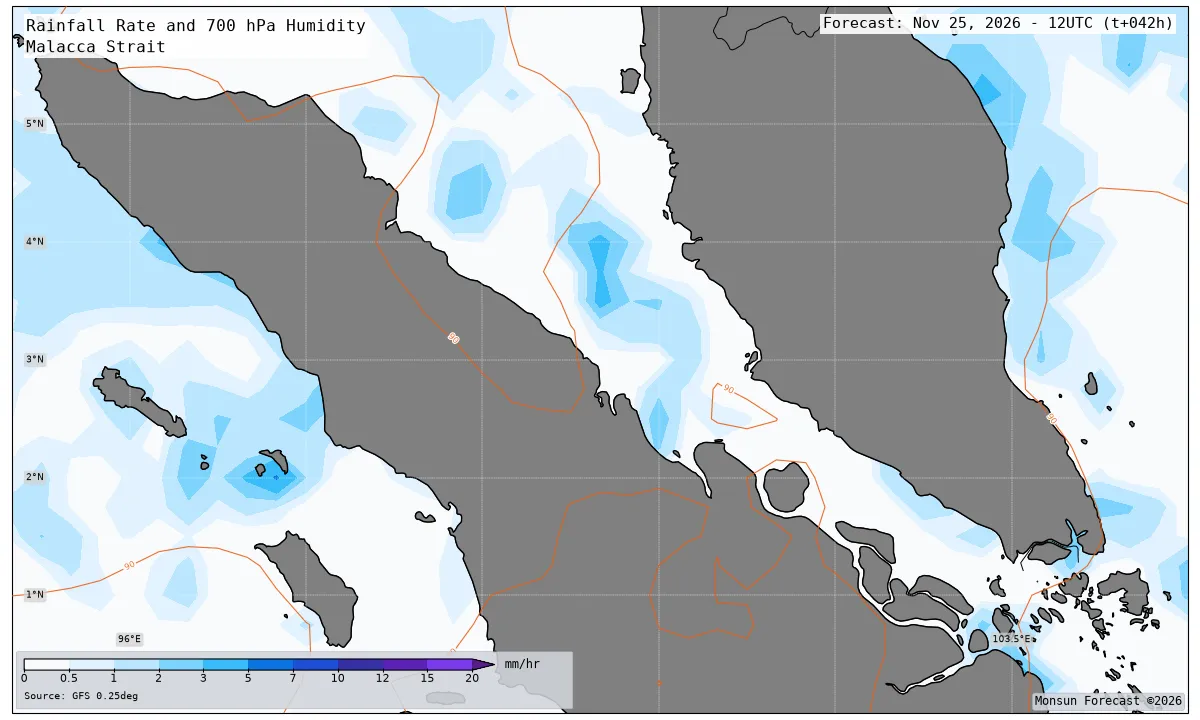 Rainfall Rate and 700 hPa Humidity
Malacca Strait
Forecast: Nov 25, 2026 - 12UTC (t+042h)
5°N
4°N
90
3°N
90
90
2°N
90
1°N
96°E
103.5°E
mm/hr
0 0.5 1 2 3 5 7 10 12 15 20
Source: GFS 0.25deg
Monsun Forecast ©2026